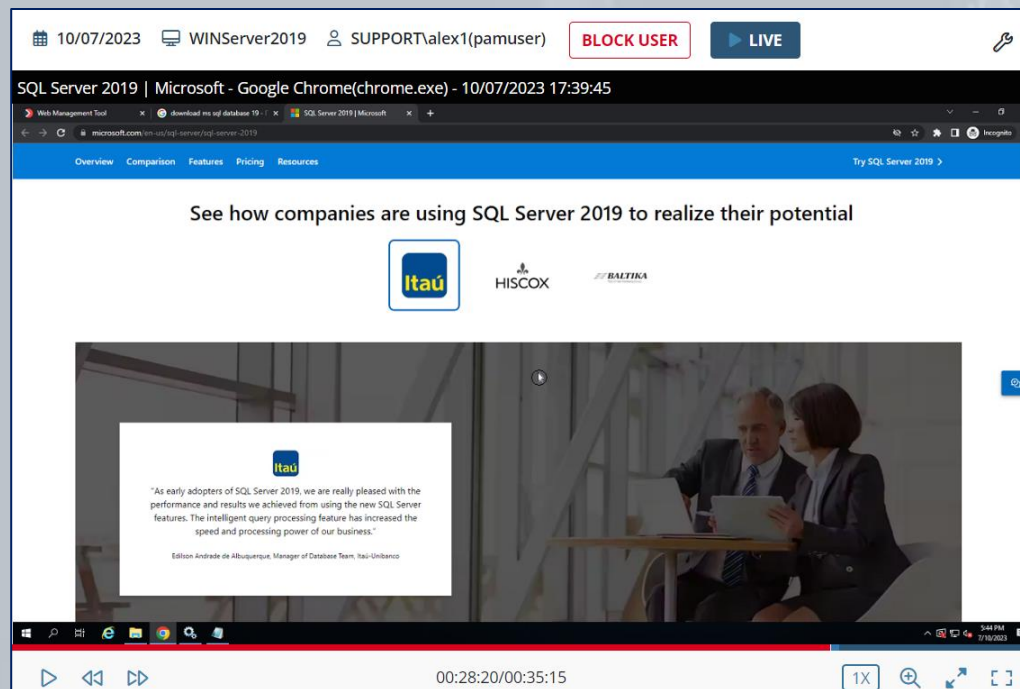 10/07/2023 WINServer2019 SUPPORT\alex1(pamuser) BLOCK USER LIVE
SQL Server 2019 | Microsoft - Google Chrome(chrome.exe) - 10/07/2023 17:39:45
Web Management Tool download ms sql database 19 - SQL Server 2019 | Microsoft
microsoft.com/en-us/sql-server/sql-server-2019 Incognito
Overview Comparison Features Pricing Resources Try SQL Server 2019
See how companies are using SQL Server 2019 to realize their potential
Itaú HISCOX BALTIKA
Itaú
"As early adopters of SQL Server 2019, we are really pleased with the
performance and results we achieved from using the new SQL Server
features. The intelligent query processing feature has increased the
speed and processing power of our business."
Edilson Andrade de Albuquerque, Manager of Database Team, Itaú-Unibanco
5:44 PM
7/10/2023
00:28:20/00:35:15 1X